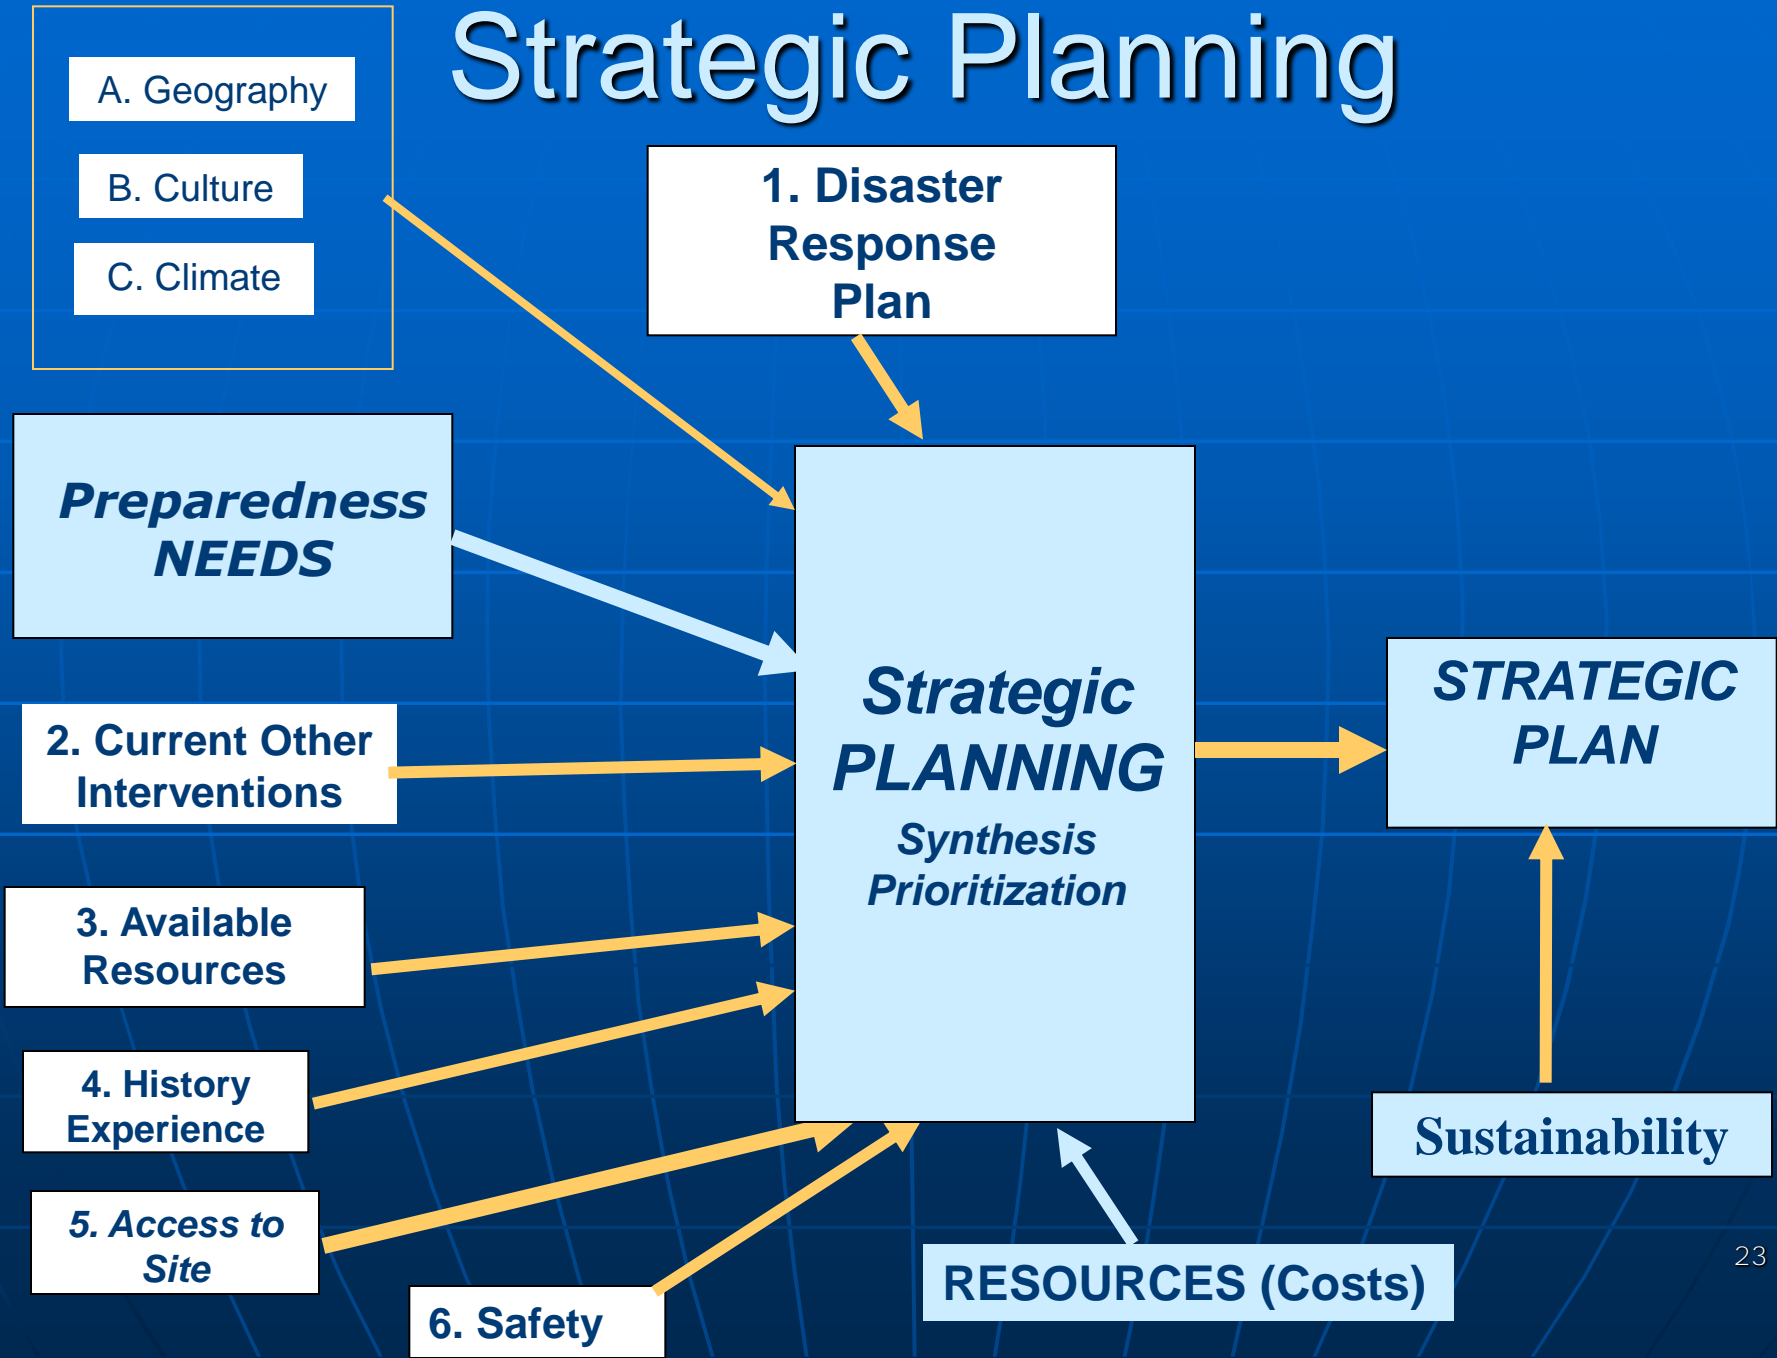 Strategic Planning
A. Geography
B. Culture
C. Climate
1. Disaster
Response
Plan
Preparedness
NEEDS
2. Current Other
Interventions
3. Available
Resources
4. History
Experience
5. Access to
Site
6. Safety
Strategic
PLANNING
Synthesis
Prioritization
RESOURCES (Costs)
STRATEGIC
PLAN
Sustainability
23